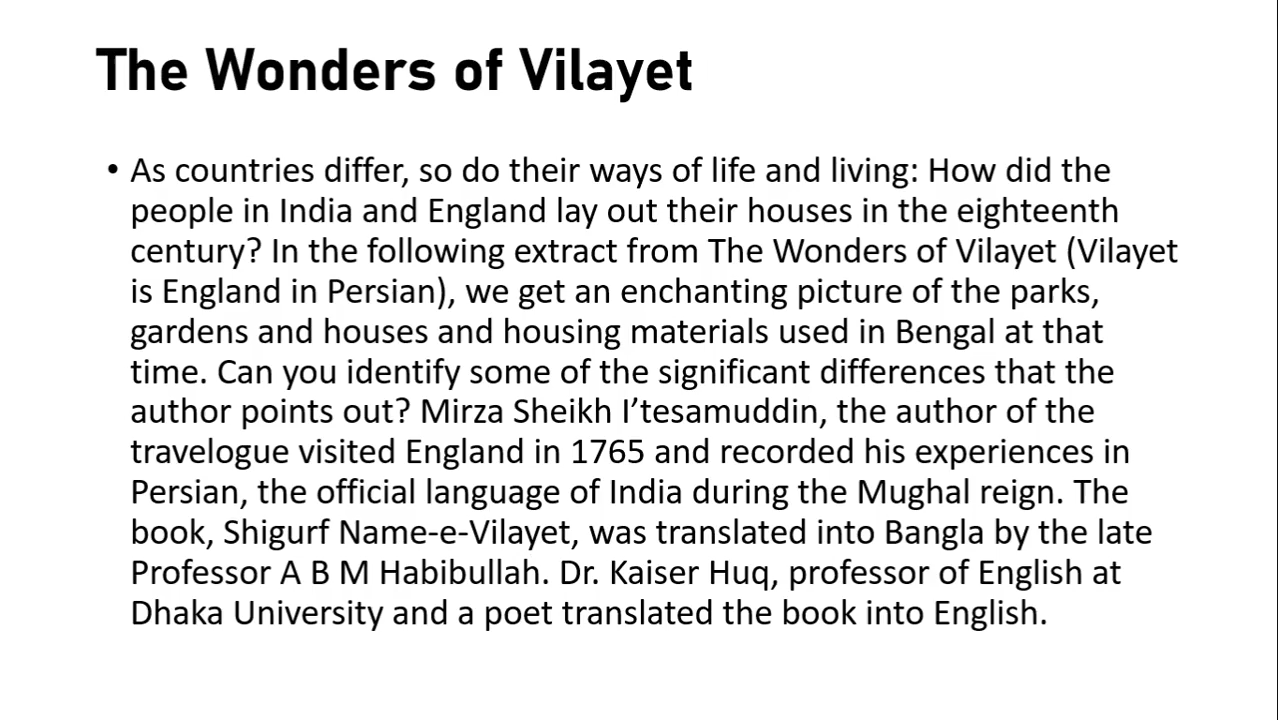 The Wonders of Vilayet
• As countries differ, so do their ways of life and living: How did the
people in India and England lay out their houses in the eighteenth
century? In the following extract from The Wonders of Vilayet (Vilayet
is England in Persian), we get an enchanting picture of the parks,
gardens and houses and housing materials used in Bengal at that
time. Can you identify some of the significant differences that the
author points out? Mirza Sheikh I’tesamuddin, the author of the
travelogue visited England in 1765 and recorded his experiences in
Persian, the official language of India during the Mughal reign. The
book, Shigurf Name-e-Vilayet, was translated into Bangla by the late
Professor A B M Habibullah. Dr. Kaiser Huq, professor of English at
Dhaka University and a poet translated the book into English.